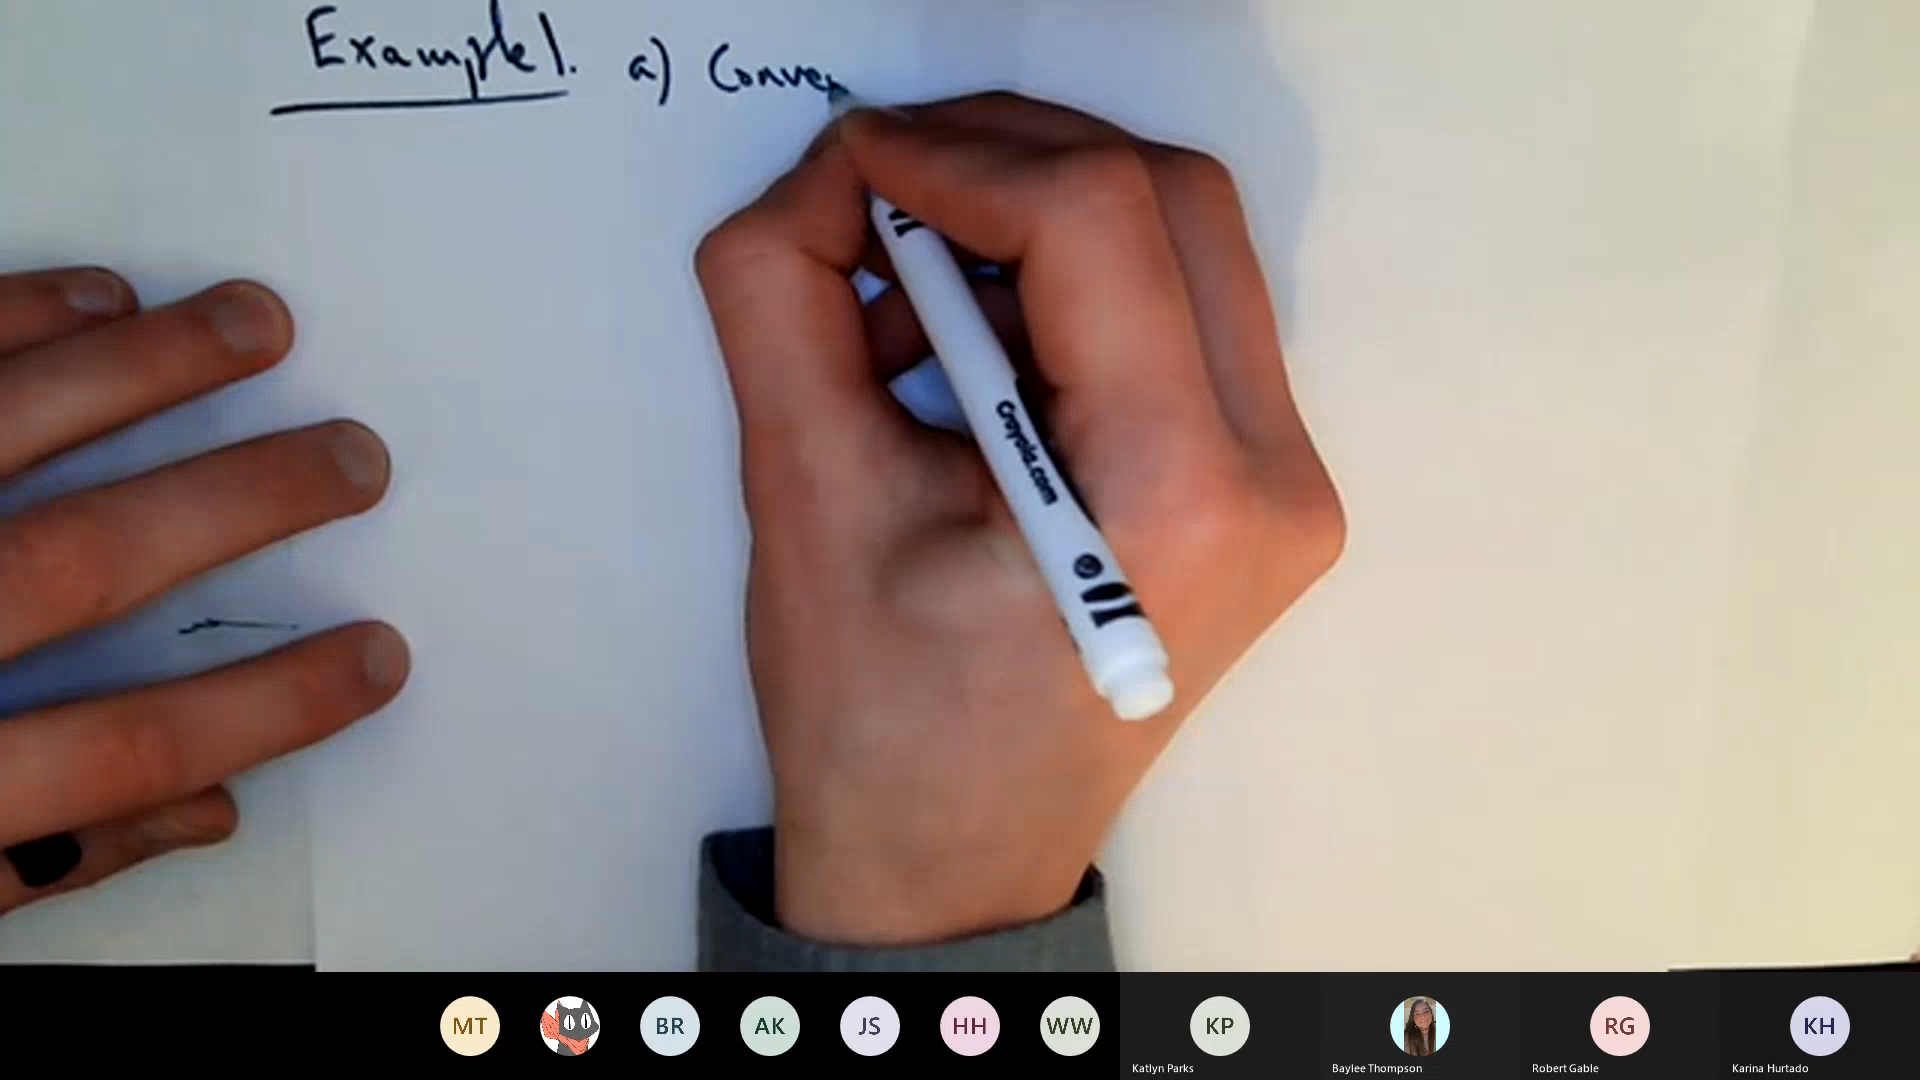 Example 1. a) Conver
Crayola.com
MT
BR
AK
JS
HH
WW
KP
RG
KH
Katlyn Parks
Baylee Thompson
Robert Gable
Karina Hurtado